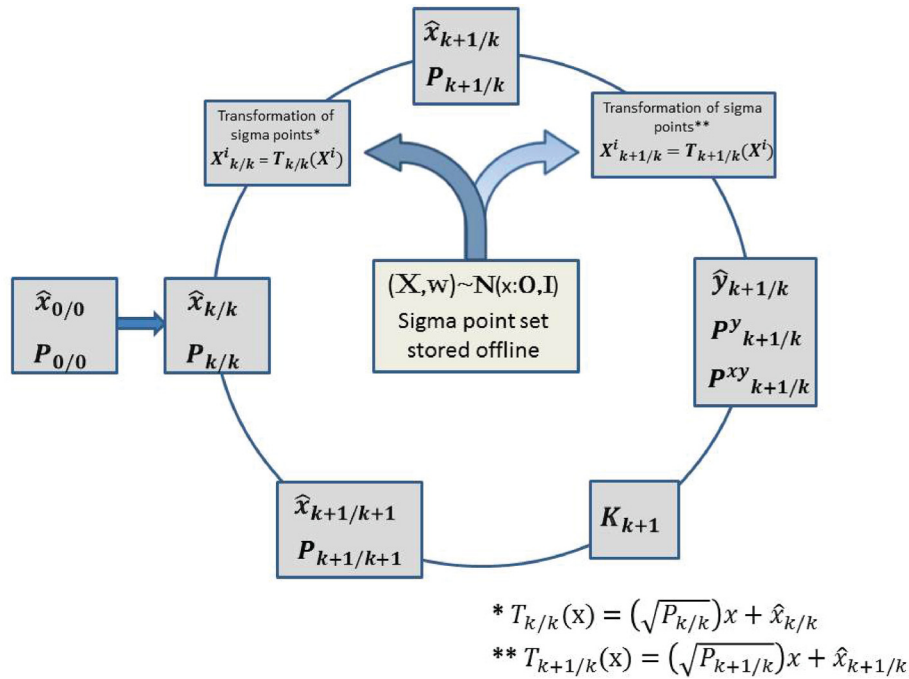 x̂ₖ₊₁/ₖ
Pₖ₊₁/ₖ
Transformation of
sigma points*
Xⁱₖ/ₖ = Tₖ/ₖ(Xⁱ)
Transformation of sigma
points**
Xⁱₖ₊₁/ₖ = Tₖ₊₁/ₖ(Xⁱ)
(X,w)~N(x:0,I)
Sigma point set
stored offline
x̂₀/₀
P₀/₀
x̂ₖ/ₖ
Pₖ/ₖ
ŷₖ₊₁/ₖ
Pʸₖ₊₁/ₖ
Pˣʸₖ₊₁/ₖ
x̂ₖ₊₁/ₖ₊₁
Pₖ₊₁/ₖ₊₁
Kₖ₊₁
* Tₖ/ₖ(x) = (√Pₖ/ₖ)x + x̂ₖ/ₖ
** Tₖ₊₁/ₖ(x) = (√Pₖ₊₁/ₖ)x + x̂ₖ₊₁/ₖ